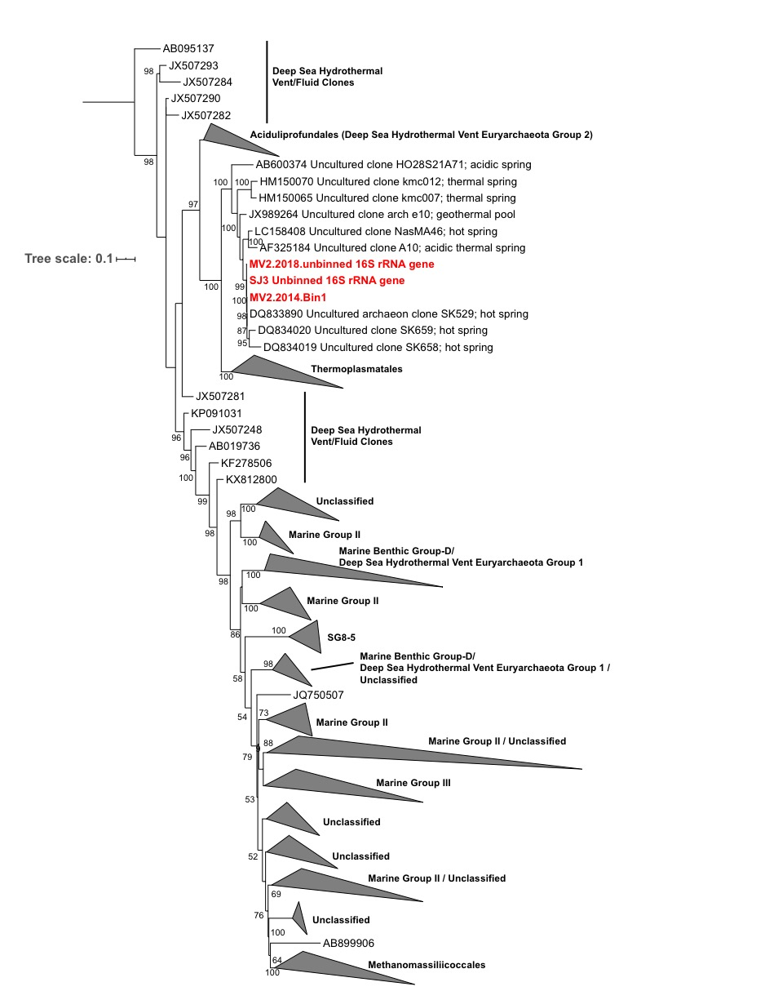 AB095137
98
JX507293
JX507284
Deep Sea Hydrothermal
Vent/Fluid Clones
JX507290
JX507282
Aciduliprofundales (Deep Sea Hydrothermal Vent Euryarchaeota Group 2)
98
AB600374 Uncultured clone HO28S21A71; acidic spring
100
100
HM150070 Uncultured clone kmc012; thermal spring
HM150065 Uncultured clone kmc007; thermal spring
97
JX989264 Uncultured clone arch e10; geothermal pool
100
LC158408 Uncultured clone NasMA46; hot spring
100
AF325184 Uncultured clone A10; acidic thermal spring
Tree scale: 0.1
MV2.2018.unbinned 16S rRNA gene
SJ3 Unbinned 16S rRNA gene
100
99
MV2.2014.Bin1
100
DQ833890 Uncultured archaeon clone SK529; hot spring
98
DQ834020 Uncultured clone SK659; hot spring
87
DQ834019 Uncultured clone SK658; hot spring
95
Thermoplasmatales
100
JX507281
KP091031
JX507248
Deep Sea Hydrothermal
Vent/Fluid Clones
96
AB019736
96
KF278506
100
KX812800
99
Unclassified
100
98
98
Marine Group II
100
Marine Benthic Group-D/
Deep Sea Hydrothermal Vent Euryarchaeota Group 1
100
98
Marine Group II
100
100
86
SG8-5
Marine Benthic Group-D/
Deep Sea Hydrothermal Vent Euryarchaeota Group 1 /
Unclassified
98
58
JQ750507
73
54
Marine Group II
88
Marine Group II / Unclassified
9
79
Marine Group III
53
Unclassified
52
Unclassified
Marine Group II / Unclassified
69
76
Unclassified
100
AB899906
64
Methanomassiliicoccales
100